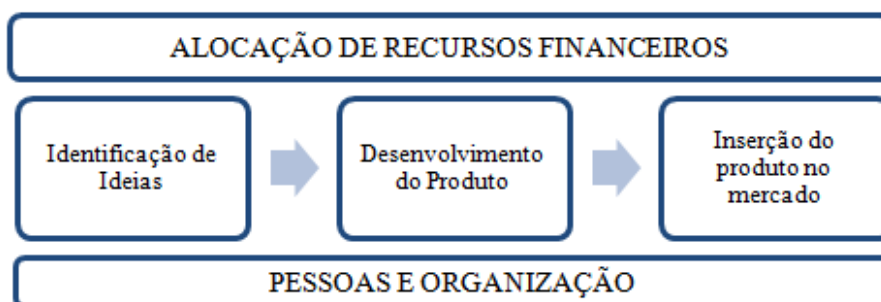 ALOCAÇÃO DE RECURSOS FINANCEIROS
Identificação de
Ideias
Desenvolvimento
do Produto
Inserção do
produto no
mercado
PESSOAS E ORGANIZAÇÃO